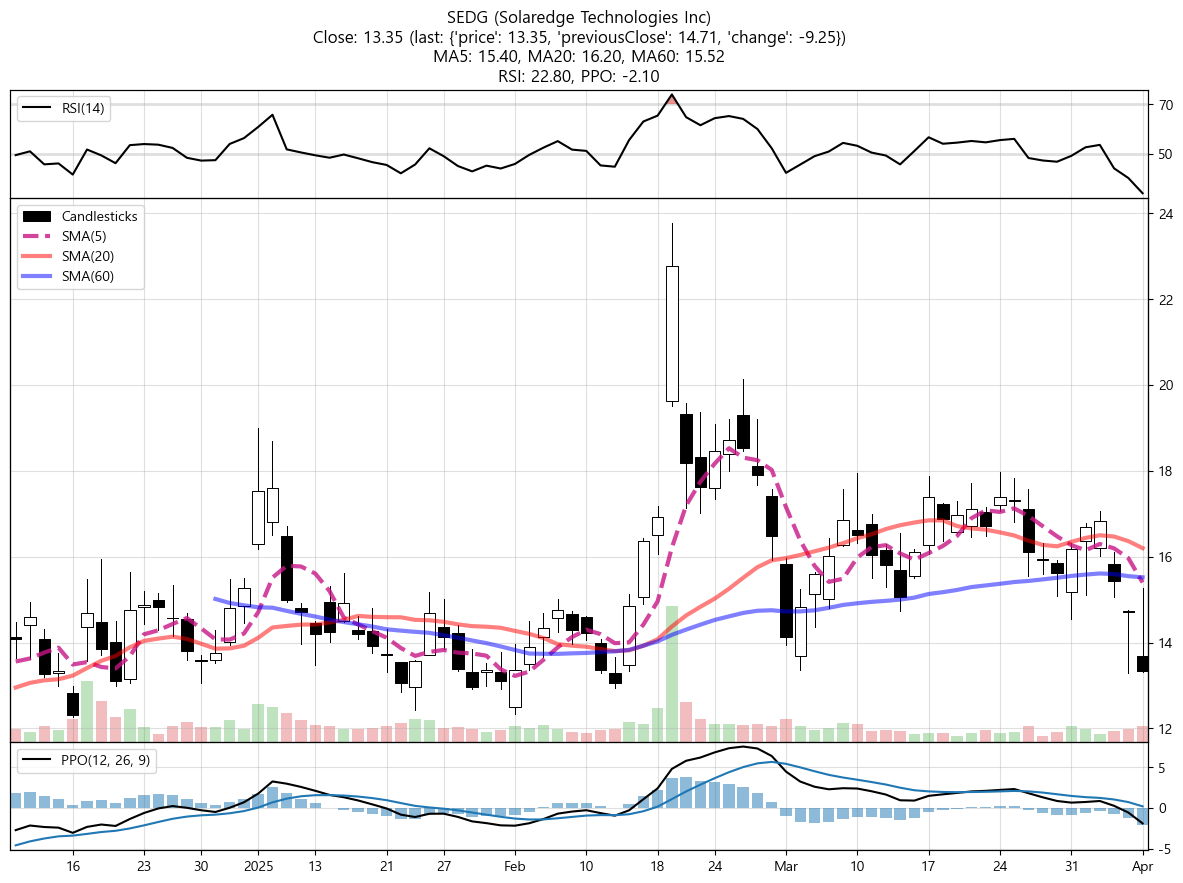 SEDG (Solaredge Technologies Inc)
Close: 13.35 (last: {'price': 13.35, 'previousClose': 14.71, 'change': -9.25})
MA5: 15.40, MA20: 16.20, MA60: 15.52
RSI: 22.80, PPO: -2.10
RSI(14)
70
50
Candlesticks
SMA(5)
SMA(20)
SMA(60)
24
22
20
18
16
14
12
PPO(12, 26, 9)
5
0
-5
16 23 30 2025 13 21 27 Feb 10 18 24 Mar 10 17 24 31 Apr